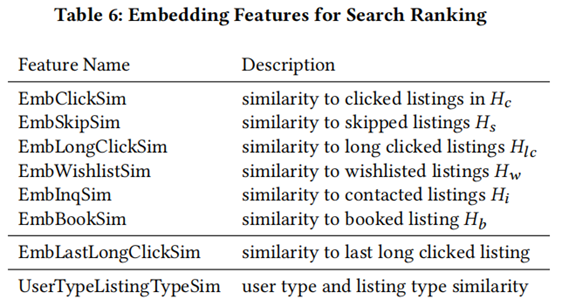 Table 6: Embedding Features for Search Ranking
Feature Name Description
EmbClickSim similarity to clicked listings in H_c
EmbSkipSim similarity to skipped listings H_s
EmbLongClickSim similarity to long clicked listings H_lc
EmbWishlistSim similarity to wishlisted listings H_w
EmbInqSim similarity to contacted listings H_i
EmbBookSim similarity to booked listing H_b
EmbLastLongClickSim similarity to last long clicked listing
UserTypeListingTypeSim user type and listing type similarity